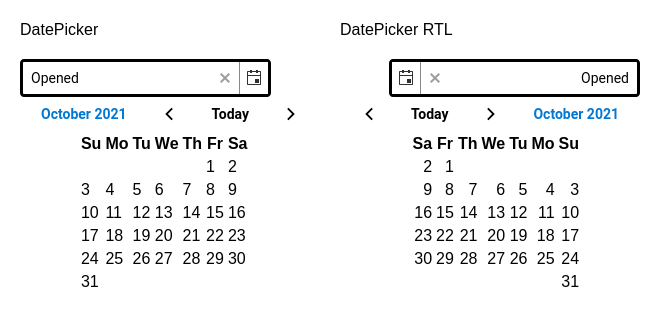 DatePicker
Opened
October 2021 Today
Su Mo Tu We Th Fr Sa
1 2
3 4 5 6 7 8 9
10 11 12 13 14 15 16
17 18 19 20 21 22 23
24 25 26 27 28 29 30
31
DatePicker RTL
Opened
Today October 2021
Sa Fr Th We Tu Mo Su
2 1
9 8 7 6 5 4 3
16 15 14 13 12 11 10
23 22 21 20 19 18 17
30 29 28 27 26 25 24
31